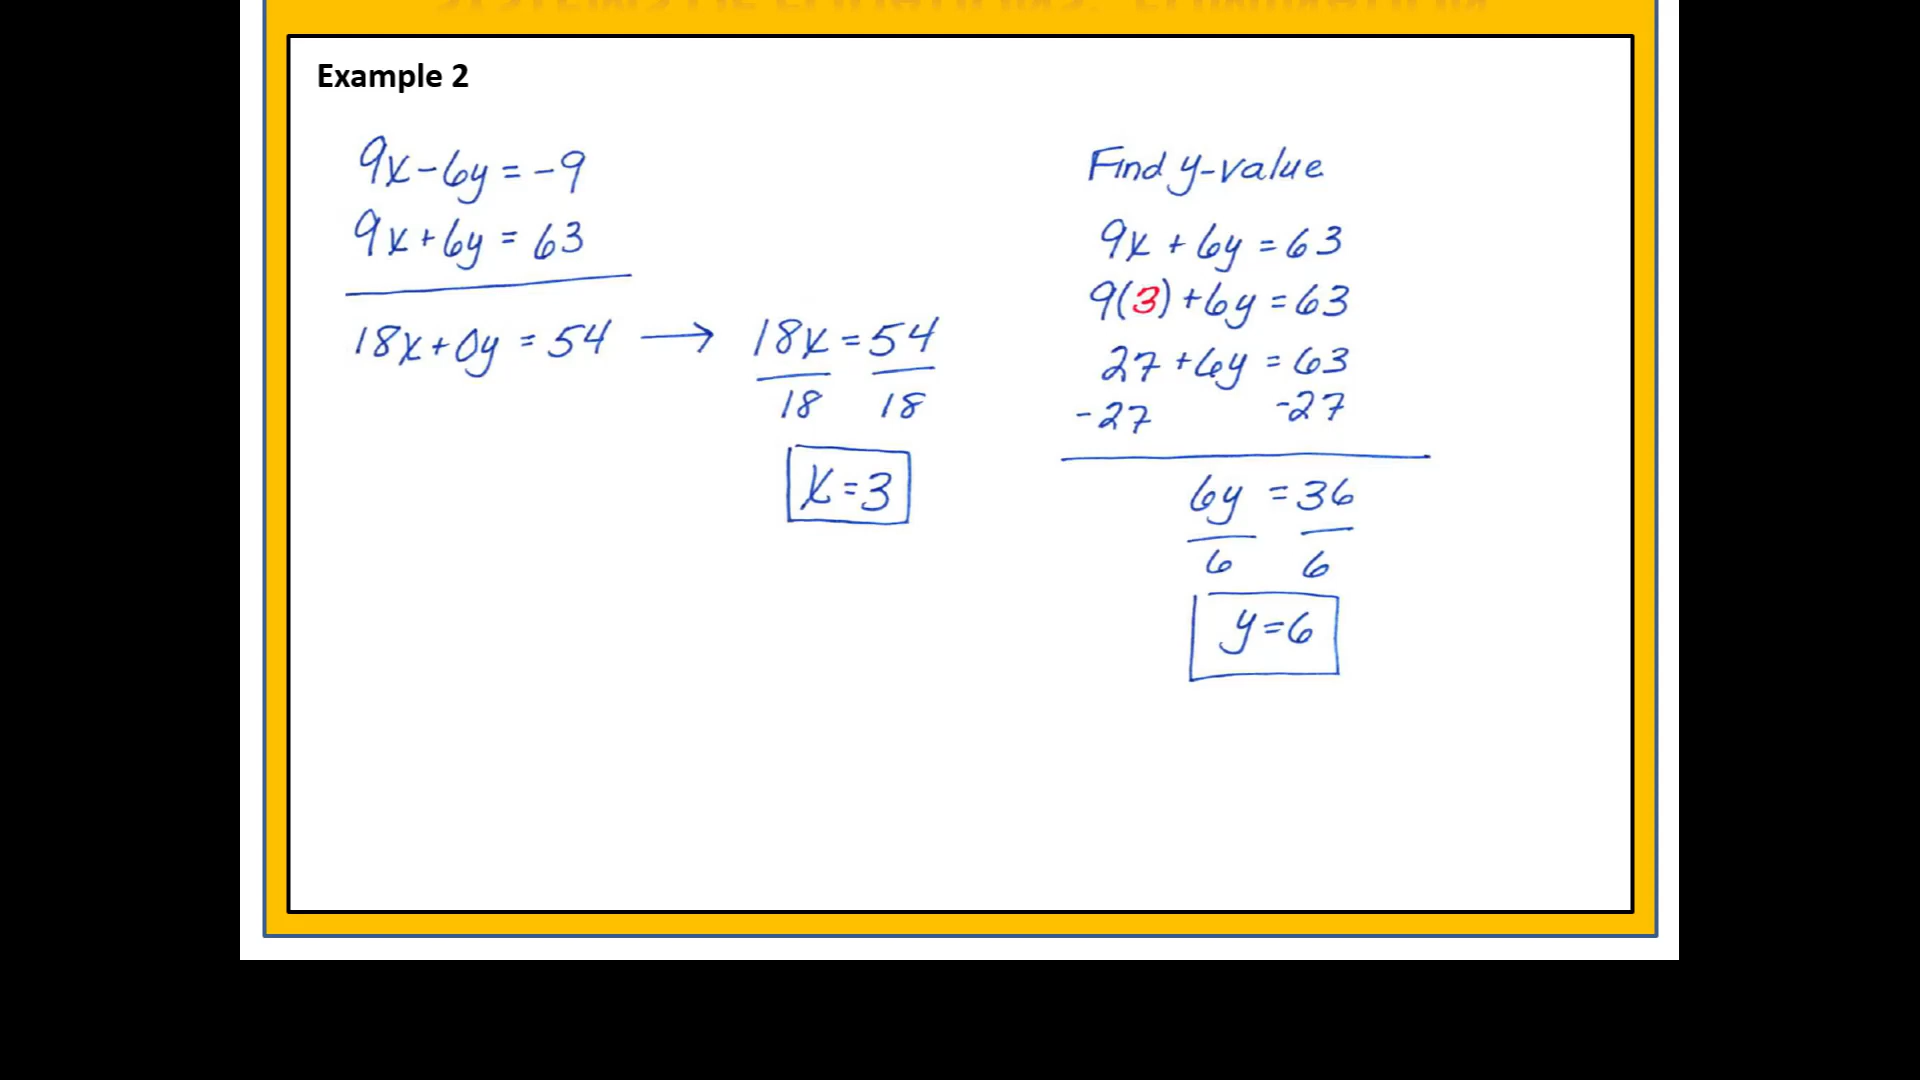 Example 2
9x-6y = -9
9x+6y = 63
18x+0y = 54 → 18x = 54
18 18
x = 3
Find y-value
9x + 6y = 63
9(3) + 6y = 63
27 + 6y = 63
-27 -27
6y = 36
6 6
y = 6